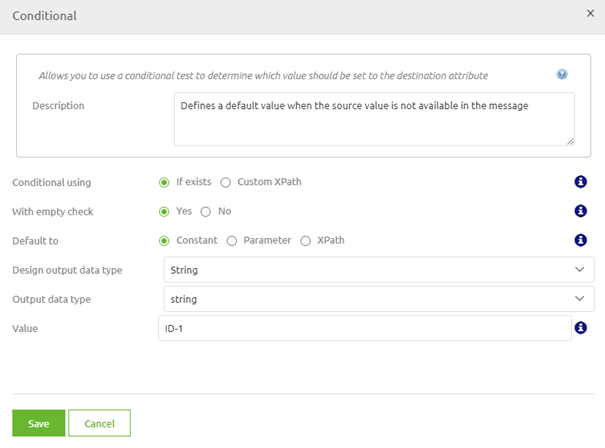 Conditional
Allows you to use a conditional test to determine which value should be set to the destination attribute
Description
Defines a default value when the source value is not available in the message
Conditional using If exists Custom XPath
With empty check Yes No
Default to Constant Parameter XPath
Design output data type String
Output data type string
Value ID-1
Save Cancel